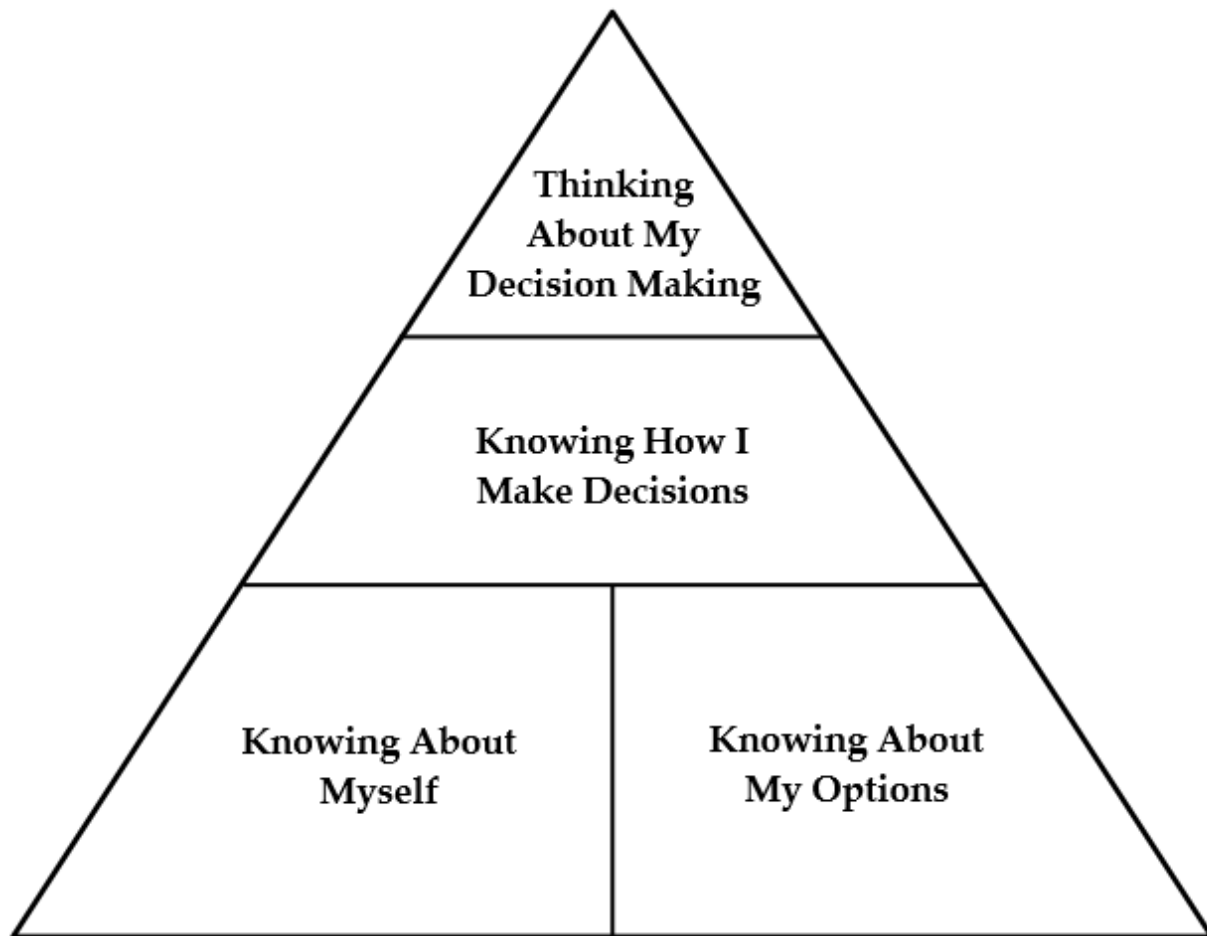 Thinking
About My
Decision Making
Knowing How I
Make Decisions
Knowing About
Myself
Knowing About
My Options